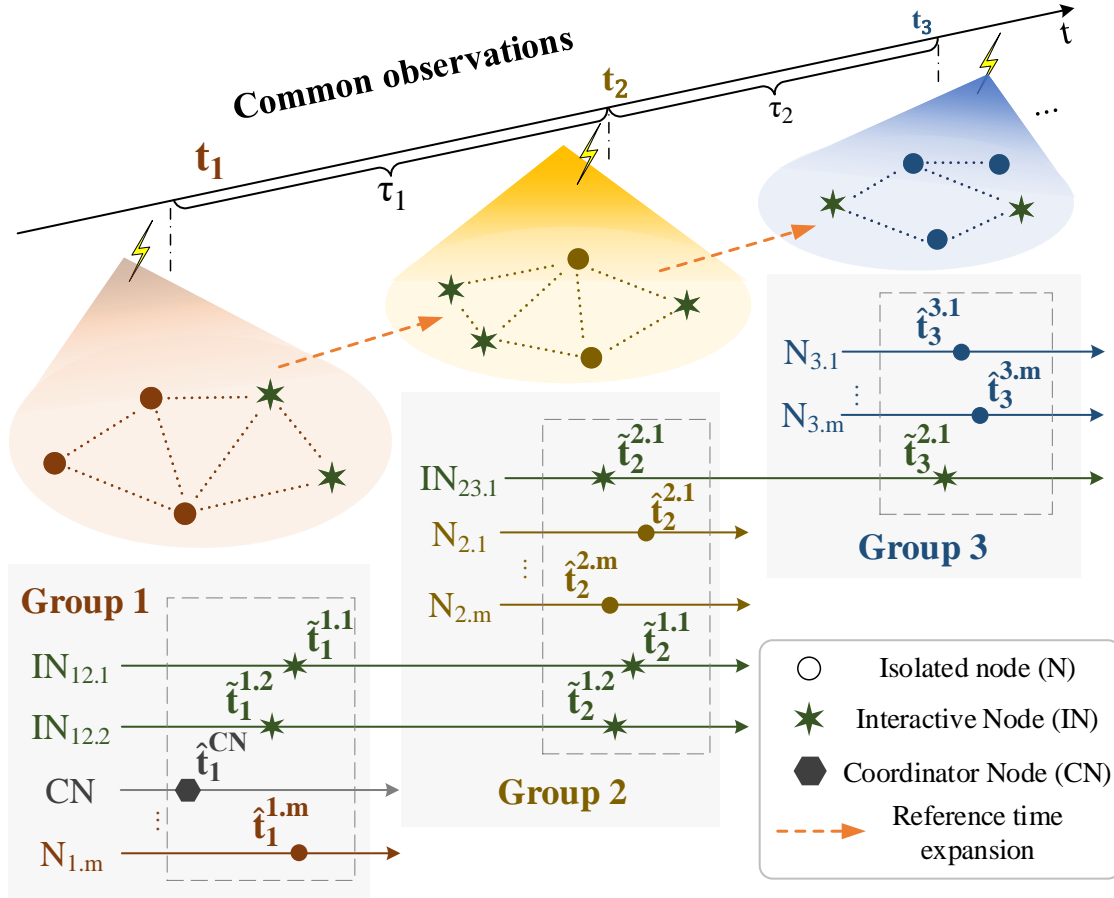 Common observations
t₁
t₂
t₃
t
τ₁
τ₂
...
Group 1
IN₁₂.₁
t̃₁^1.1
t̃₂^1.1
IN₁₂.₂
t̃₁^1.2
t̃₂^1.2
CN
t̂₁^CN
⋮
N₁.ₘ
t̂₁^1.m
IN₂₃.₁
t̃₂^2.1
t̃₃^2.1
N₂.₁
t̂₂^2.1
⋮
N₂.ₘ
t̂₂^2.m
Group 2
N₃.₁
t̂₃^3.1
⋮
N₃.ₘ
t̂₃^3.m
Group 3
Isolated node (N)
Interactive Node (IN)
Coordinator Node (CN)
Reference time
expansion